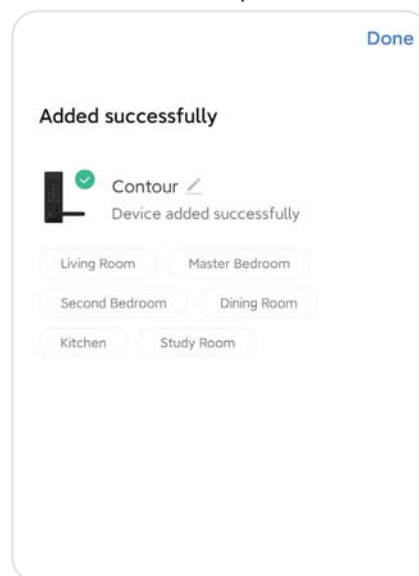 Done
Added successfully
Contour
Device added successfully
Living Room Master Bedroom
Second Bedroom Dining Room
Kitchen Study Room